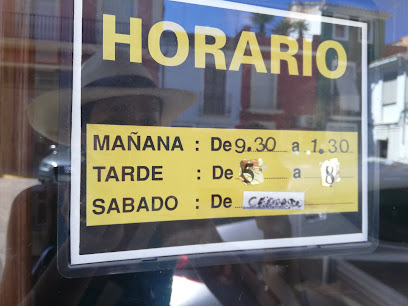 HORARIO
MAÑANA : De 9.30 a 1.30
TARDE : De 5 a 8
SABADO : De CERRADO